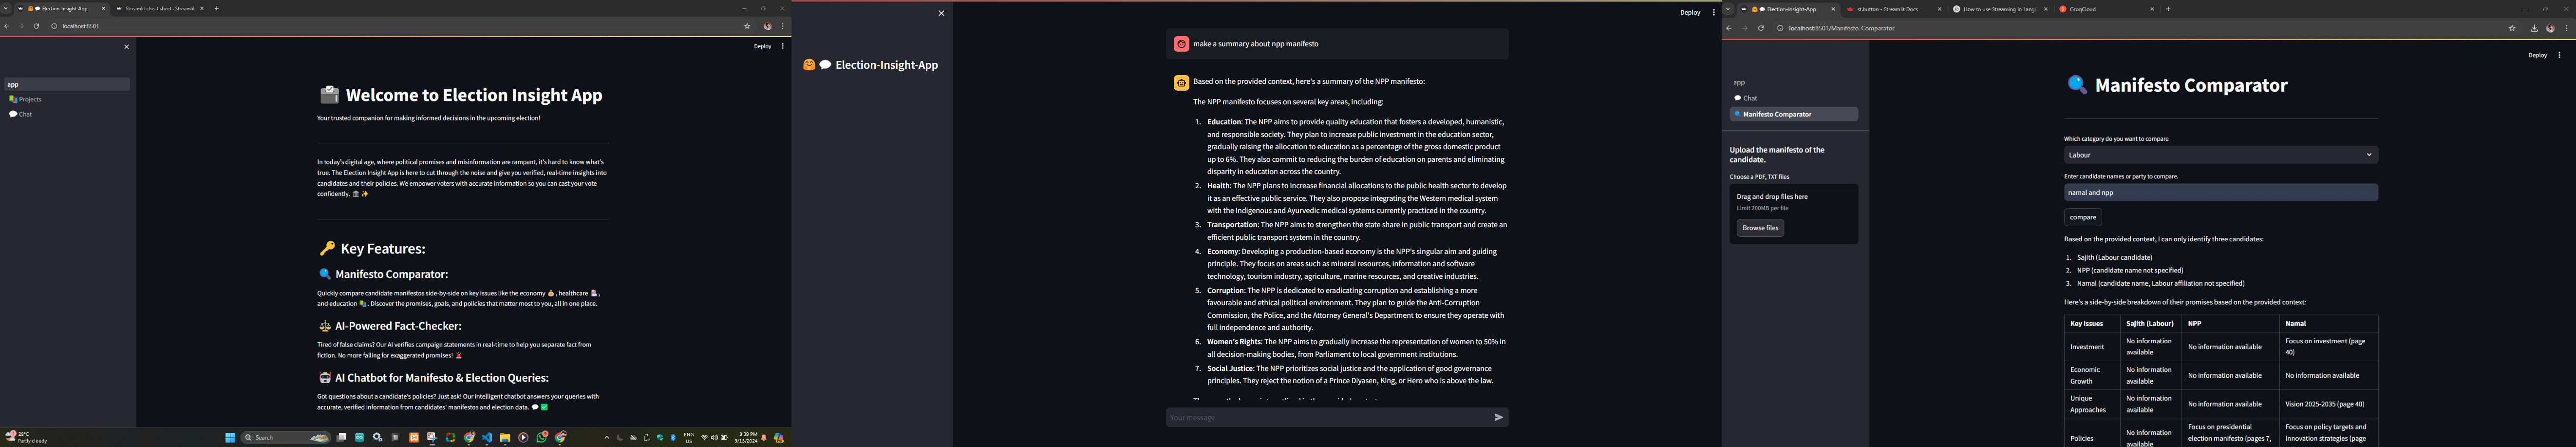 Election-Insight-App
Streamlit cheat sheet - Streamlit
localhost:8501
Deploy
app
Projects
Chat
Welcome to Election Insight App
Your trusted companion for making informed decisions in the upcoming election!
In today's digital age, where political promises and misinformation are rampant, it's hard to know what's
true. The Election Insight App is here to cut through the noise and give you verified, real-time insights into
candidates and their policies. We empower voters with accurate information so you can cast your vote
confidently.
Key Features:
Manifesto Comparator:
Quickly compare candidate manifestos side-by-side on key issues like the economy , healthcare ,
and education . Discover the promises, goals, and policies that matter most to you, all in one place.
AI-Powered Fact-Checker:
Tired of false claims? Our AI verifies campaign statements in real-time to help you separate fact from
fiction. No more falling for exaggerated promises!
AI Chatbot for Manifesto & Election Queries:
Got questions about a candidate's policies? Just ask! Our intelligent chatbot answers your queries with
accurate, verified information from candidates' manifestos and election data.
29°C
Partly cloudy
Search
ENG
US
9:39 PM
9/15/2024
Deploy
Election-Insight-App
make a summary about npp manifesto
Based on the provided context, here's a summary of the NPP manifesto:
The NPP manifesto focuses on several key areas, including:
1. Education: The NPP aims to provide quality education that fosters a developed, humanistic,
and responsible society. They plan to increase public investment in the education sector,
gradually raising the allocation to education as a percentage of the gross domestic product
up to 6%. They also commit to reducing the burden of education on parents and eliminating
disparity in education across the country.
2. Health: The NPP plans to increase financial allocations to the public health sector to develop
it as an effective public service. They also propose integrating the Western medical system
with the Indigenous and Ayurvedic medical systems currently practiced in the country.
3. Transportation: The NPP aims to strengthen the state share in public transport and create an
efficient public transport system in the country.
4. Economy: Developing a production-based economy is the NPP's singular aim and guiding
principle. They focus on areas such as mineral resources, information and software
technology, tourism industry, agriculture, marine resources, and creative industries.
5. Corruption: The NPP is dedicated to eradicating corruption and establishing a more
favourable and ethical political environment. They plan to guide the Anti-Corruption
Commission, the Police, and the Attorney General's Department to ensure they operate with
full independence and authority.
6. Women's Rights: The NPP aims to gradually increase the representation of women to 50% in
all decision-making bodies, from Parliament to local government institutions.
7. Social Justice: The NPP prioritizes social justice and the application of good governance
principles. They reject the notion of a Prince Diyasen, King, or Hero who is above the law.
Your message
Election-Insight-App
st.button - Streamlit Docs
How to use Streaming in Lang
GroqCloud
localhost:8501/Manifesto_Comparator
Deploy
app
Chat
Manifesto Comparator
Upload the manifesto of the
candidate.
Choose a PDF, TXT files
Drag and drop files here
Limit 200MB per file
Browse files
Manifesto Comparator
Which category do you want to compare
Labour
Enter candidate names or party to compare.
namal and npp
compare
Based on the provided context, I can only identify three candidates:
1. Sajith (Labour candidate)
2. NPP (candidate name not specified)
3. Namal (candidate name, Labour affiliation not specified)
Here's a side-by-side breakdown of their promises based on the provided context:
Key Issues Sajith (Labour) NPP Namal
Investment No information available No information available Focus on investment (page 40)
Economic Growth No information available No information available No information available
Unique Approaches No information available No information available Vision 2025-2035 (page 40)
Policies No information available Focus on presidential election manifesto (pages 7, Focus on policy targets and innovation strategies (page